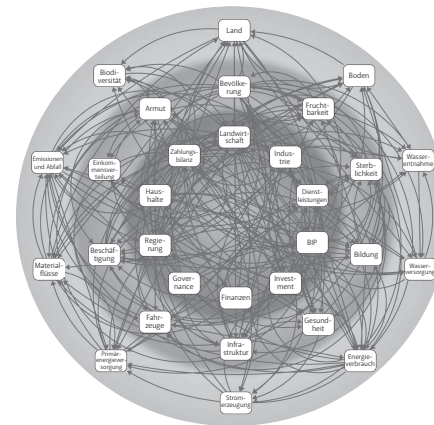 Land
Biodi-
versität
Boden
Bevölke-
rung
Armut
Frucht-
barkeit
Landwirt-
schaft
Zahlungs-
bilanz
Indus-
trie
Emissionen
und Abfall
Einkom-
mensver-
teilung
Sterb-
lichkeit
Wasser-
entnahme
Haus-
halte
Dienst-
leistungen
Regie-
rung
BIP
Beschäf-
tigung
Bildung
Material-
flüsse
Wasser-
versorgung
Gover-
nance
Invest-
ment
Finanzen
Fahr-
zeuge
Gesund-
heit
Infra-
struktur
Primär-
energiever-
sorgung
Energie-
verbrauch
Strom-
erzeugung